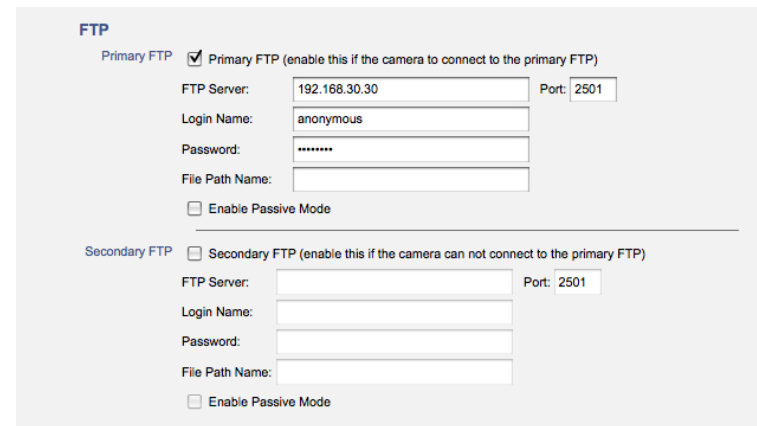 FTP
Primary FTP Primary FTP (enable this if the camera to connect to the primary FTP)
FTP Server: 192.168.30.30 Port: 2501
Login Name: anonymous
Password: ••••••••
File Path Name:
Enable Passive Mode
Secondary FTP Secondary FTP (enable this if the camera can not connect to the primary FTP)
FTP Server: Port: 2501
Login Name:
Password:
File Path Name:
Enable Passive Mode